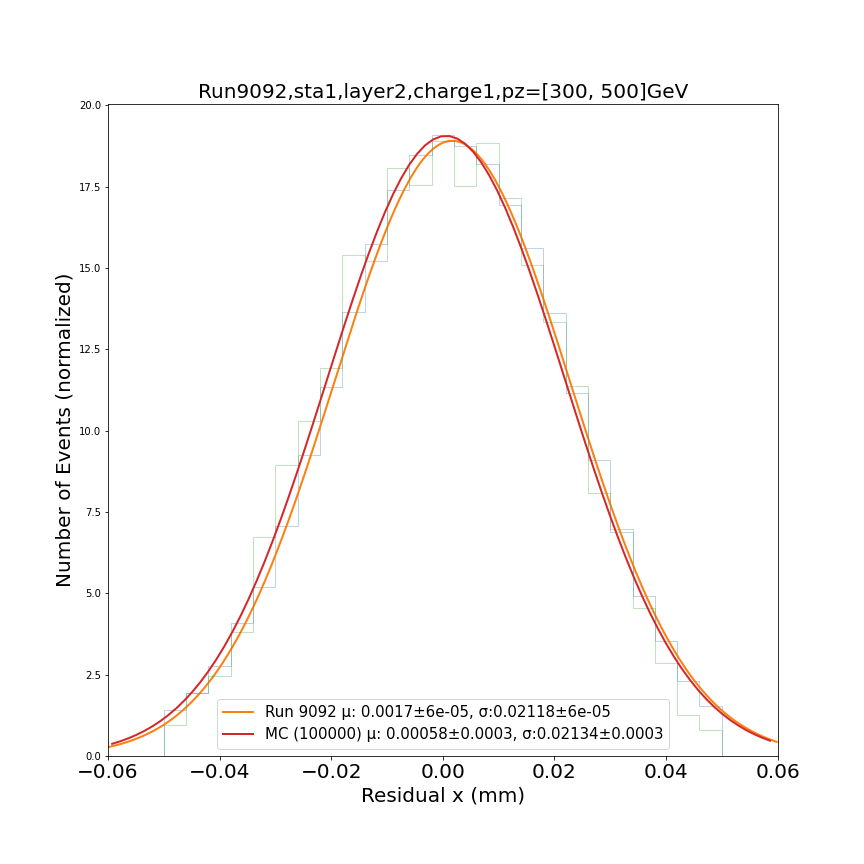 Run9092,sta1,layer2,charge1,pz=[300, 500]GeV
20.0
17.5
15.0
12.5
10.0
7.5
5.0
2.5
0.0
Number of Events (normalized)
Run 9092 μ: 0.0017±6e-05, σ:0.02118±6e-05
MC (100000) μ: 0.00058±0.0003, σ:0.02134±0.0003
−0.06 −0.04 −0.02 0.00 0.02 0.04 0.06
Residual x (mm)